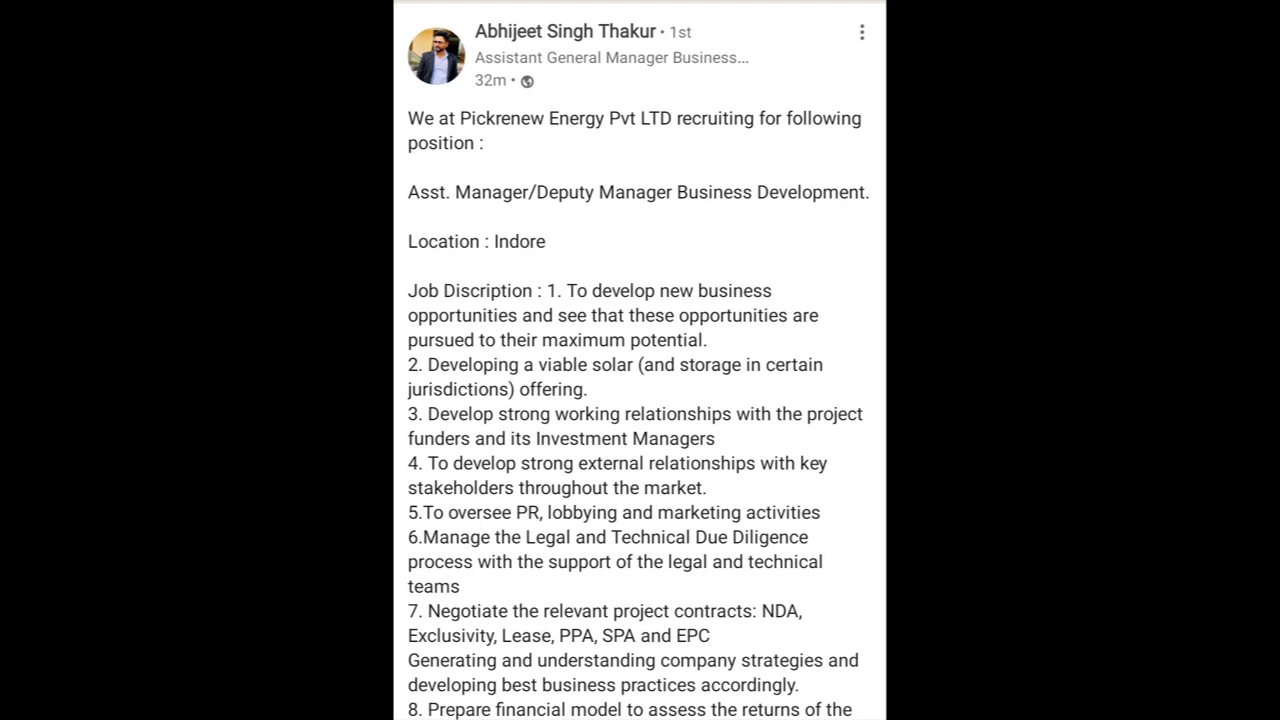 Abhijeet Singh Thakur • 1st
Assistant General Manager Business...
32m •
We at Pickrenew Energy Pvt LTD recruiting for following
position :
Asst. Manager/Deputy Manager Business Development.
Location : Indore
Job Discription : 1. To develop new business
opportunities and see that these opportunities are
pursued to their maximum potential.
2. Developing a viable solar (and storage in certain
jurisdictions) offering.
3. Develop strong working relationships with the project
funders and its Investment Managers
4. To develop strong external relationships with key
stakeholders throughout the market.
5.To oversee PR, lobbying and marketing activities
6.Manage the Legal and Technical Due Diligence
process with the support of the legal and technical
teams
7. Negotiate the relevant project contracts: NDA,
Exclusivity, Lease, PPA, SPA and EPC
Generating and understanding company strategies and
developing best business practices accordingly.
8. Prepare financial model to assess the returns of the